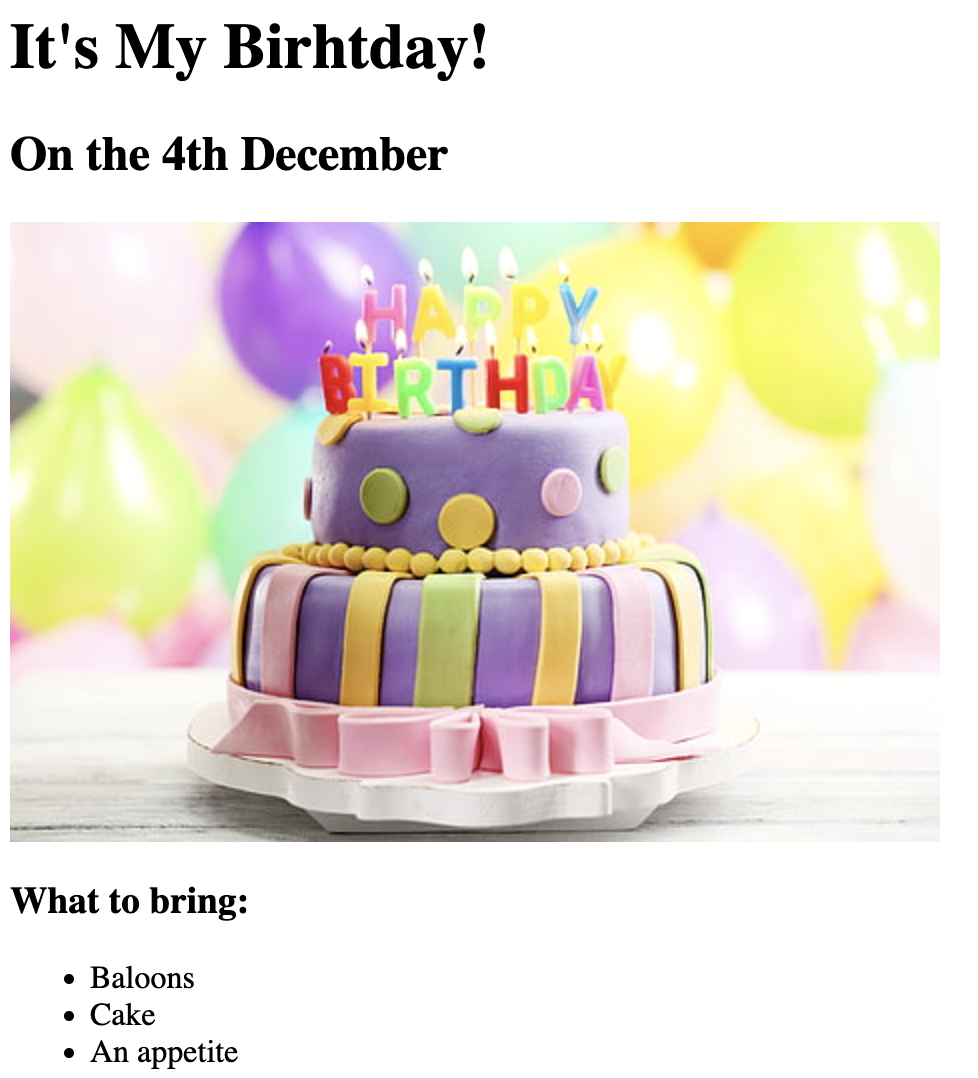 It's My Birhtday!
On the 4th December
HAPPY
BIRTHDAY
What to bring:
Baloons
Cake
An appetite